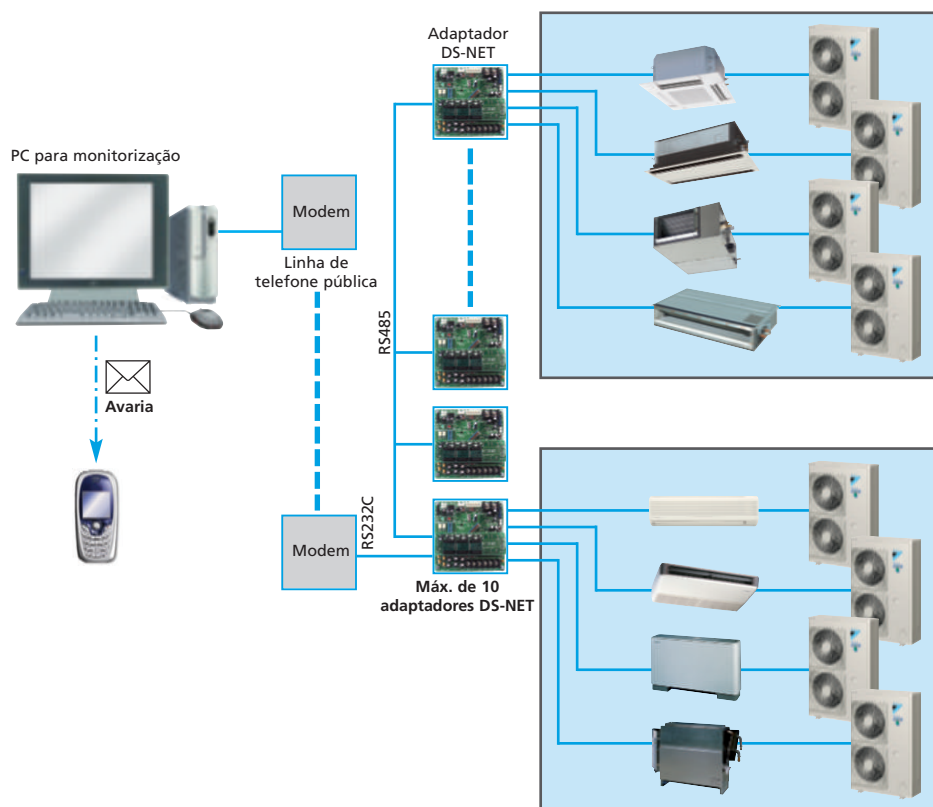 Adaptador
DS-NET
PC para monitorização
Modem
Linha de
telefone pública
RS485
Avaria
Modem
RS232C
Máx. de 10
adaptadores DS-NET